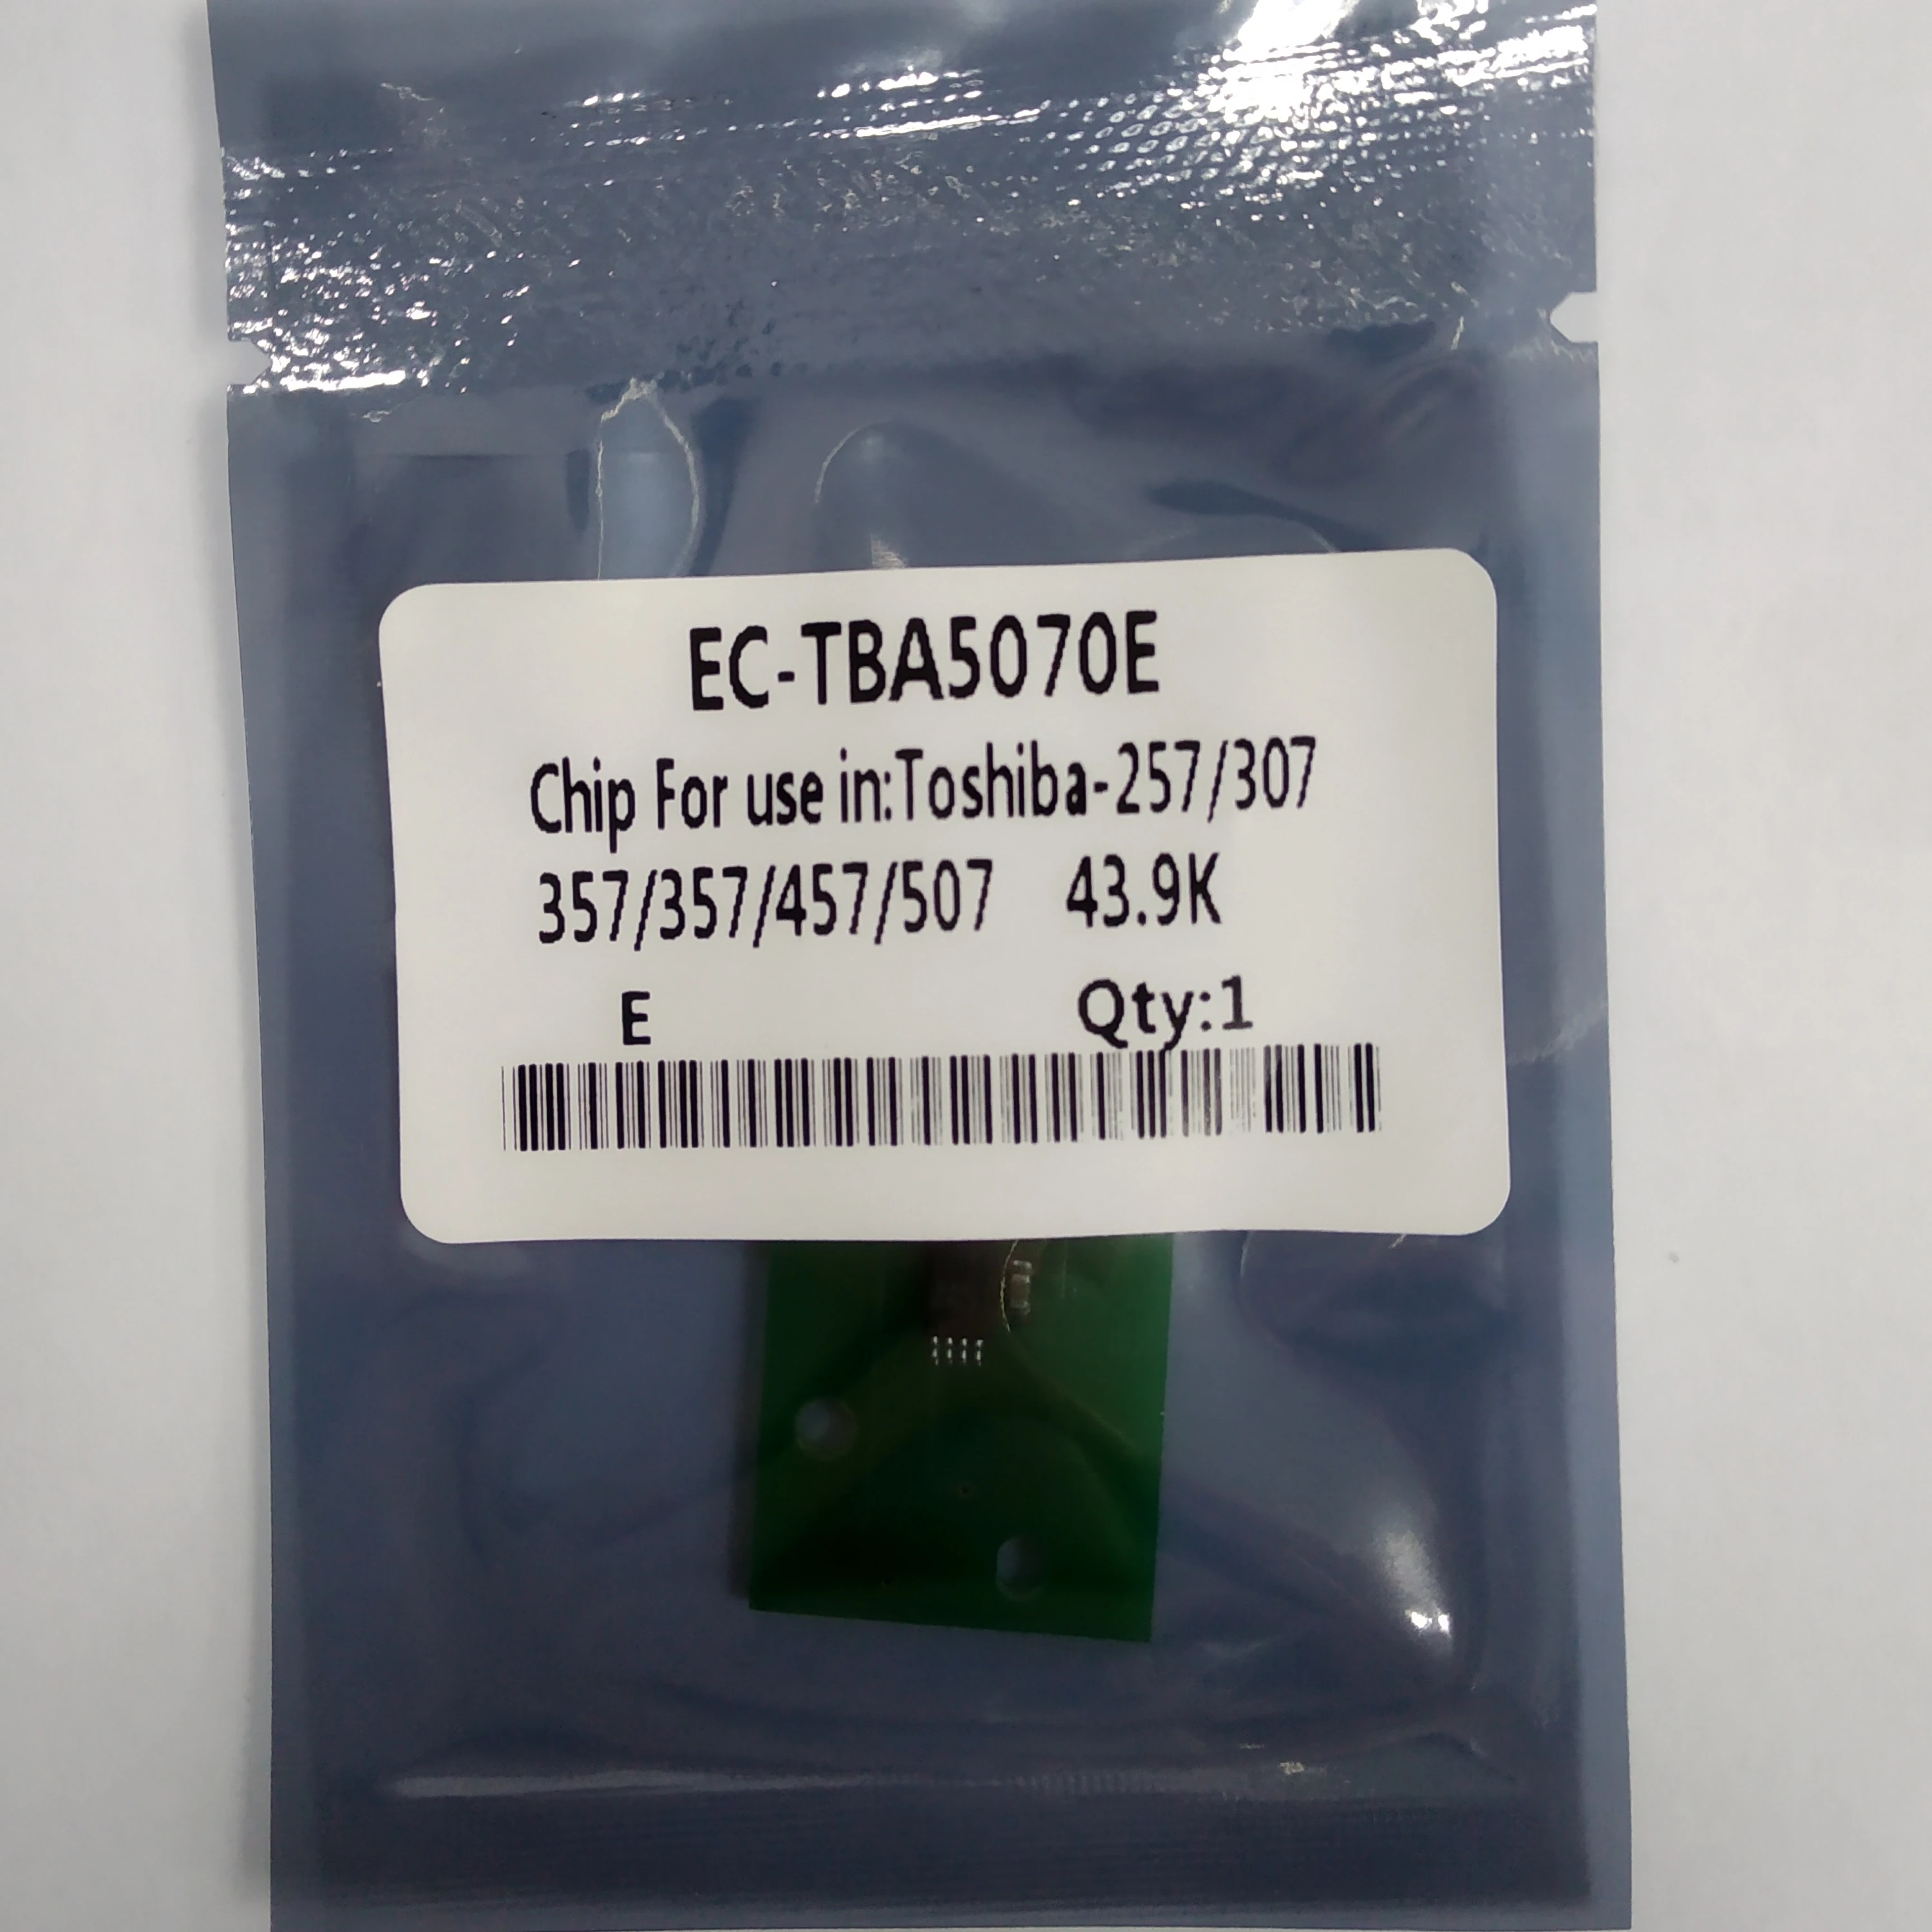 EC-TBA5070E
Chip For use in:Toshiba-257/307
357/357/457/507 43.9K
E Qty:1